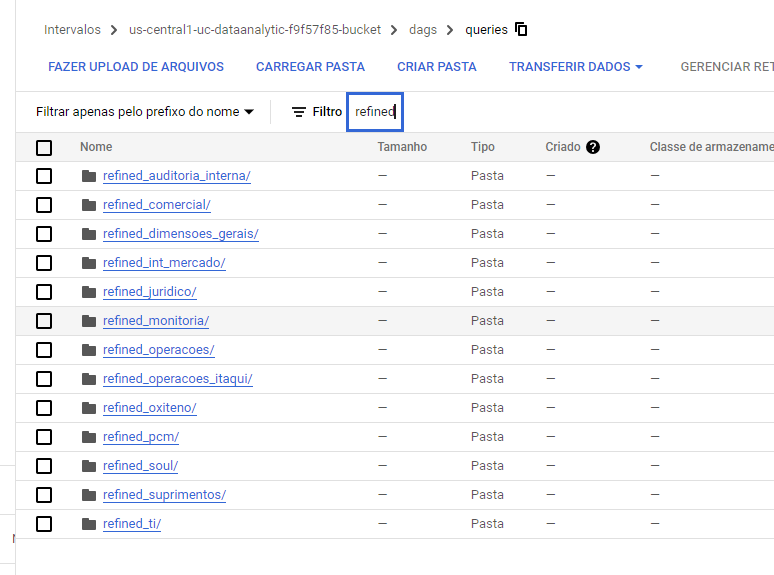 Intervalos > us-central1-uc-dataanalytic-f9f57f85-bucket > dags > queries
FAZER UPLOAD DE ARQUIVOS CARREGAR PASTA CRIAR PASTA TRANSFERIR DADOS GERENCIAR RET
Filtrar apenas pelo prefixo do nome Filtro refined
Nome Tamanho Tipo Criado ? Classe de armazename
refined_auditoria_interna/ — Pasta — —
refined_comercial/ — Pasta — —
refined_dimensoes_gerais/ — Pasta — —
refined_int_mercado/ — Pasta — —
refined_juridico/ — Pasta — —
refined_monitoria/ — Pasta — —
refined_operacoes/ — Pasta — —
refined_operacoes_itaqui/ — Pasta — —
refined_oxiteno/ — Pasta — —
refined_pcm/ — Pasta — —
refined_soul/ — Pasta — —
refined_suprimentos/ — Pasta — —
refined_ti/ — Pasta — —